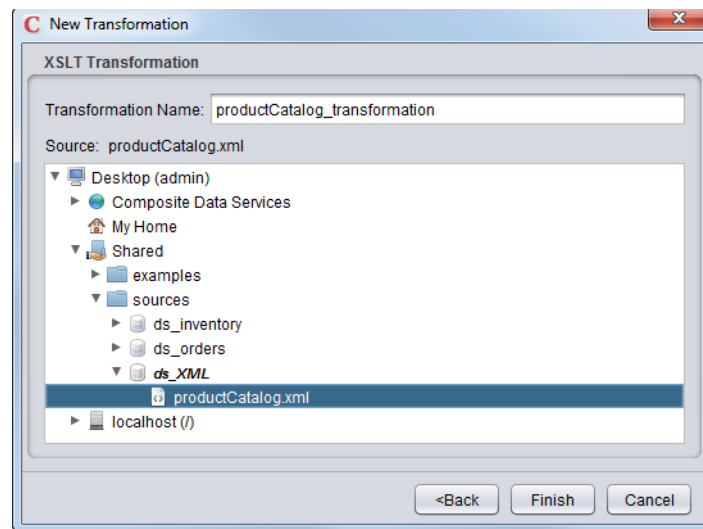 C New Transformation
XSLT Transformation
Transformation Name: productCatalog_transformation
Source: productCatalog.xml
Desktop (admin)
Composite Data Services
My Home
Shared
examples
sources
ds_inventory
ds_orders
ds_XML
productCatalog.xml
localhost (/)
<Back Finish Cancel